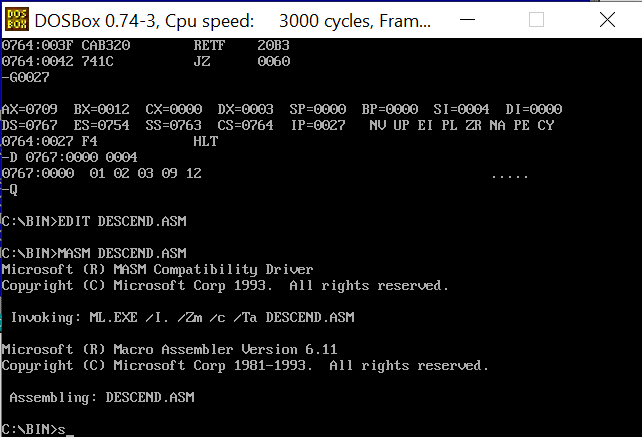 DOS
BOX
DOSBox 0.74-3, Cpu speed: 3000 cycles, Fram...
0764:003F CAB320 RETF 20B3
0764:0042 741C JZ 0060
-G0027
AX=0709 BX=0012 CX=0000 DX=0003 SP=0000 BP=0000 SI=0004 DI=0000
DS=0767 ES=0754 SS=0763 CS=0764 IP=0027 NV UP EI PL ZR NA PE CY
0764:0027 F4 HLT
-D 0767:0000 0004
0767:0000 01 02 03 09 12 .....
-Q
C:\BIN>EDIT DESCEND.ASM
C:\BIN>MASM DESCEND.ASM
Microsoft (R) MASM Compatibility Driver
Copyright (C) Microsoft Corp 1993. All rights reserved.
Invoking: ML.EXE /I. /Zm /c /Ta DESCEND.ASM
Microsoft (R) Macro Assembler Version 6.11
Copyright (C) Microsoft Corp 1981-1993. All rights reserved.
Assembling: DESCEND.ASM
C:\BIN>s_